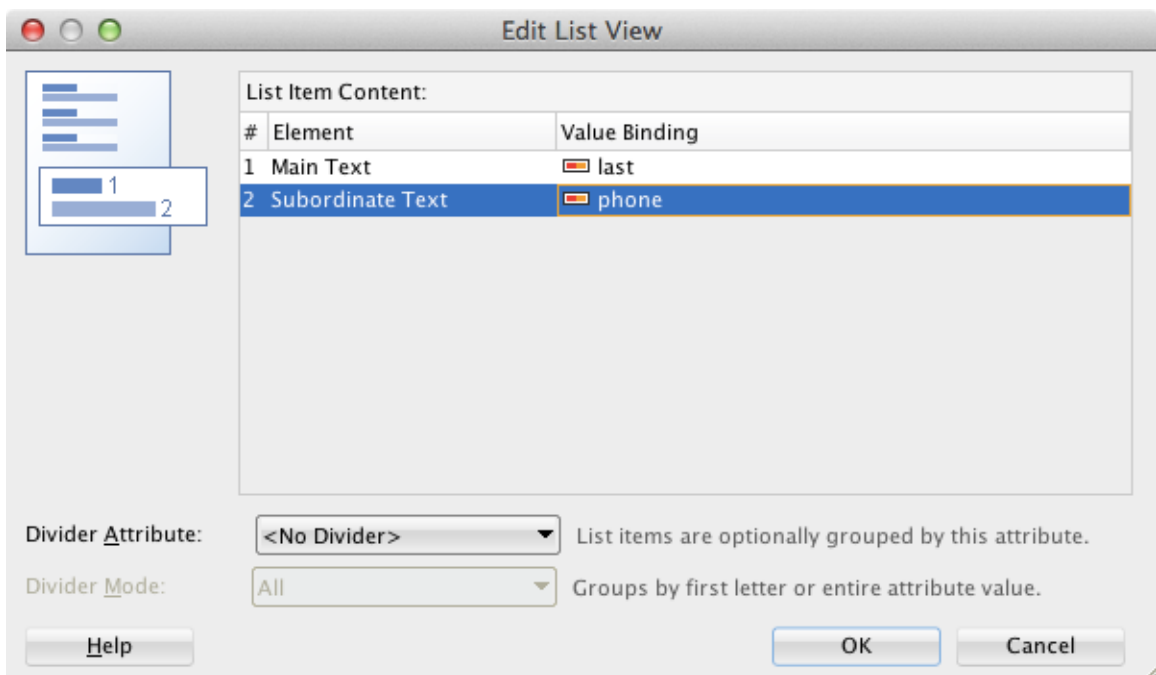 Edit List View
1
2
List Item Content:
# Element Value Binding
1 Main Text last
2 Subordinate Text phone
Divider Attribute: <No Divider> List items are optionally grouped by this attribute.
Divider Mode: All Groups by first letter or entire attribute value.
Help OK Cancel